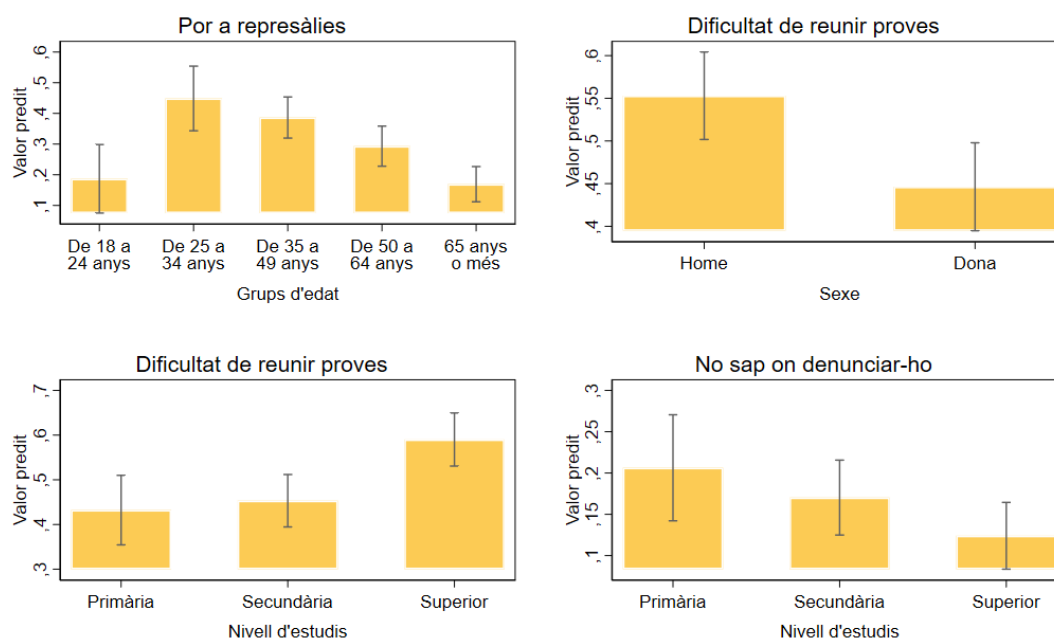 Por a represàlies
Valor predit
,6
,5
,4
,3
,2
,1
De 18 a
24 anys
De 25 a
34 anys
De 35 a
49 anys
De 50 a
64 anys
65 anys
o més
Grups d'edat
Dificultat de reunir proves
Valor predit
,6
,55
,5
,45
,4
Home
Dona
Sexe
Dificultat de reunir proves
Valor predit
,7
,6
,5
,4
,3
Primària
Secundària
Superior
Nivell d'estudis
No sap on denunciar-ho
Valor predit
,3
,25
,2
,15
,1
Primària
Secundària
Superior
Nivell d'estudis